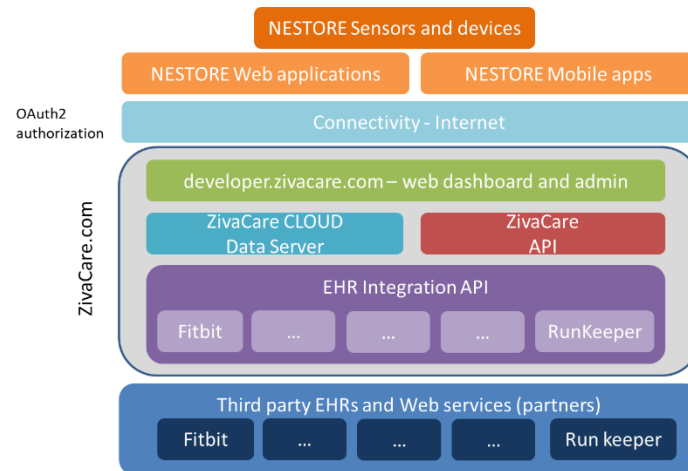 NESTORE Sensors and devices
NESTORE Web applications
NESTORE Mobile apps
OAuth2
authorization
Connectivity - Internet
ZivaCare.com
developer.zivacare.com – web dashboard and admin
ZivaCare CLOUD
Data Server
ZivaCare
API
EHR Integration API
Fitbit
...
...
...
RunKeeper
Third party EHRs and Web services (partners)
Fitbit
...
...
...
Run keeper